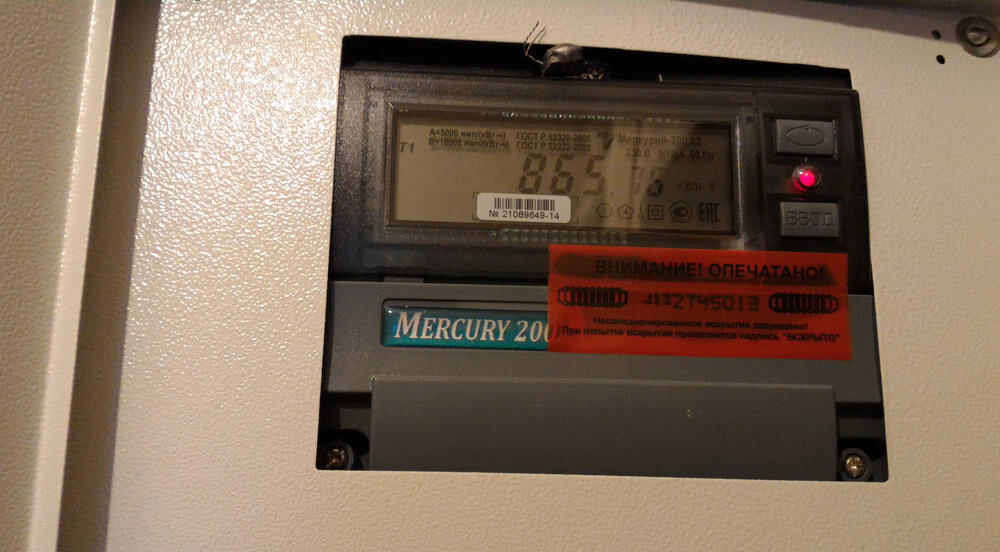 A=5000 имп/(кВт•ч) ГОСТ Р 52320-2005
B=10000 имп/(кВт•ч) ГОСТ Р 52322-2005
Меркурий-200.02
230 В 5(60)А 50 Гц
T1
865.76 кВт ч
№ 21089649-14
EAC
ВВОД
ВНИМАНИЕ! ОПЕЧАТАНО!
2745013
Несанкционированное вскрытие запрещено!
При попытке вскрытия проявляется надпись "ВСКРЫТО"
MERCURY 200